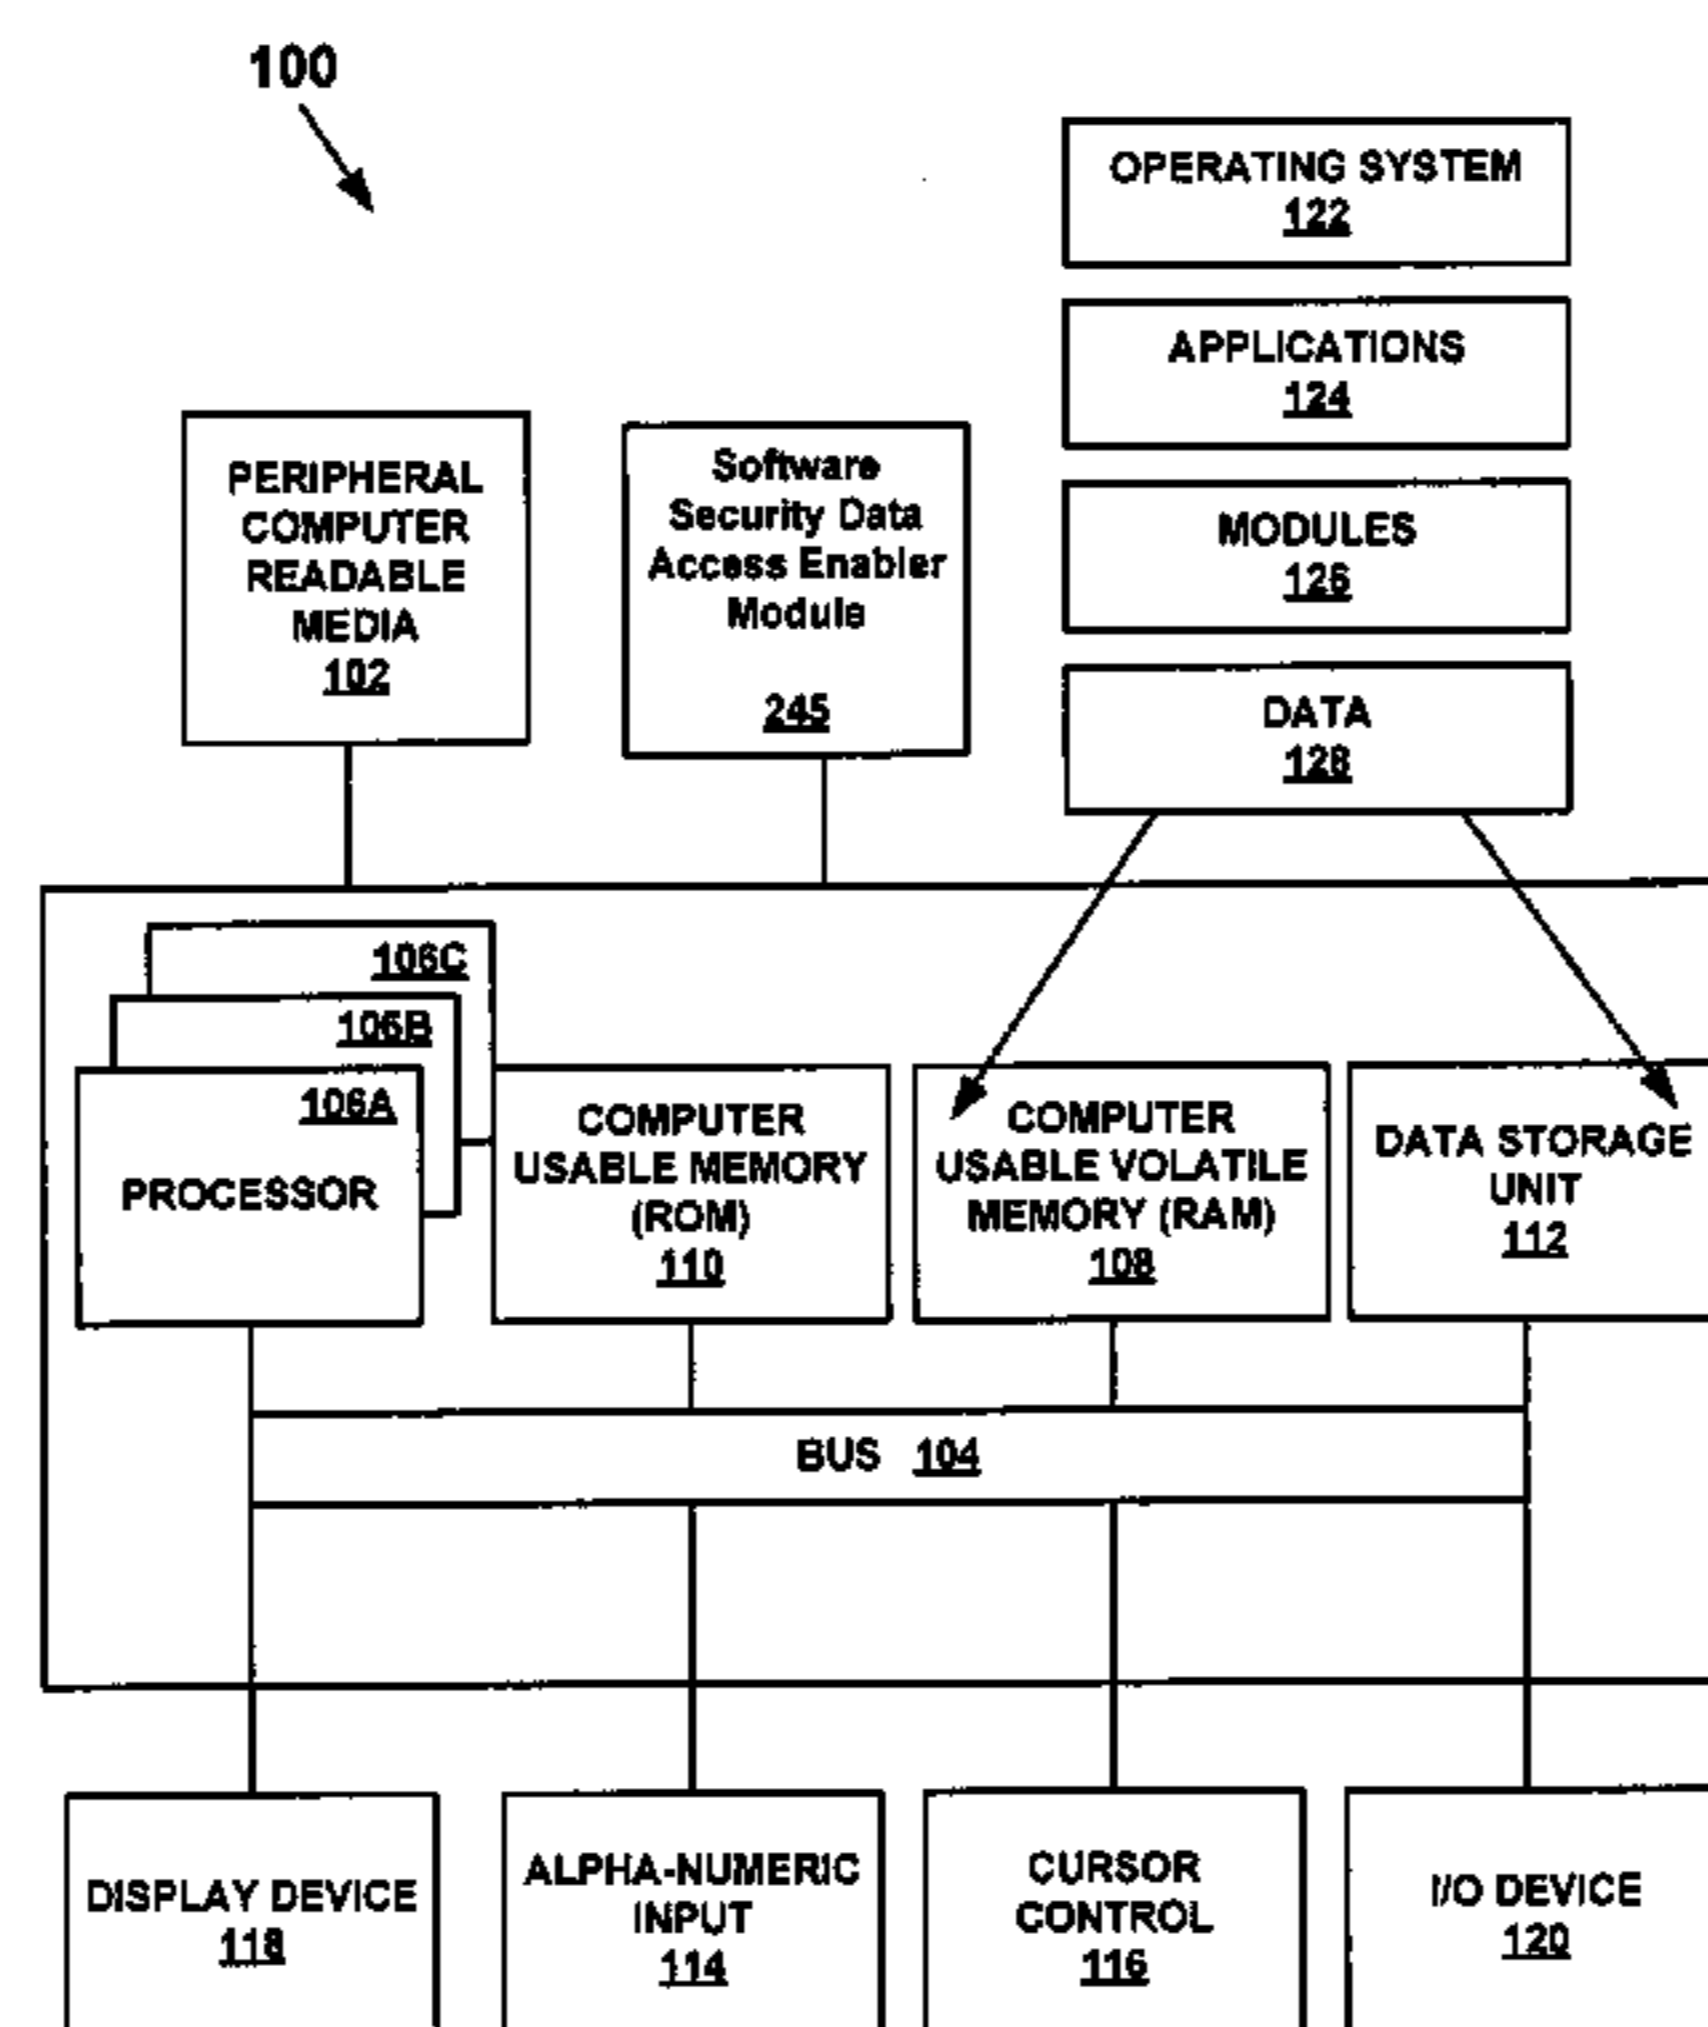 100
OPERATING SYSTEM
122
APPLICATIONS
124
MODULES
126
DATA
128
PERIPHERAL
COMPUTER
READABLE
MEDIA
102
Software
Security Data
Access Enabler
Module
245
106C
106B
106A
PROCESSOR
COMPUTER
USABLE MEMORY
(ROM)
110
COMPUTER
USABLE VOLATILE
MEMORY (RAM)
108
DATA STORAGE
UNIT
112
BUS 104
DISPLAY DEVICE
118
ALPHA-NUMERIC
INPUT
114
CURSOR
CONTROL
116
I/O DEVICE
120